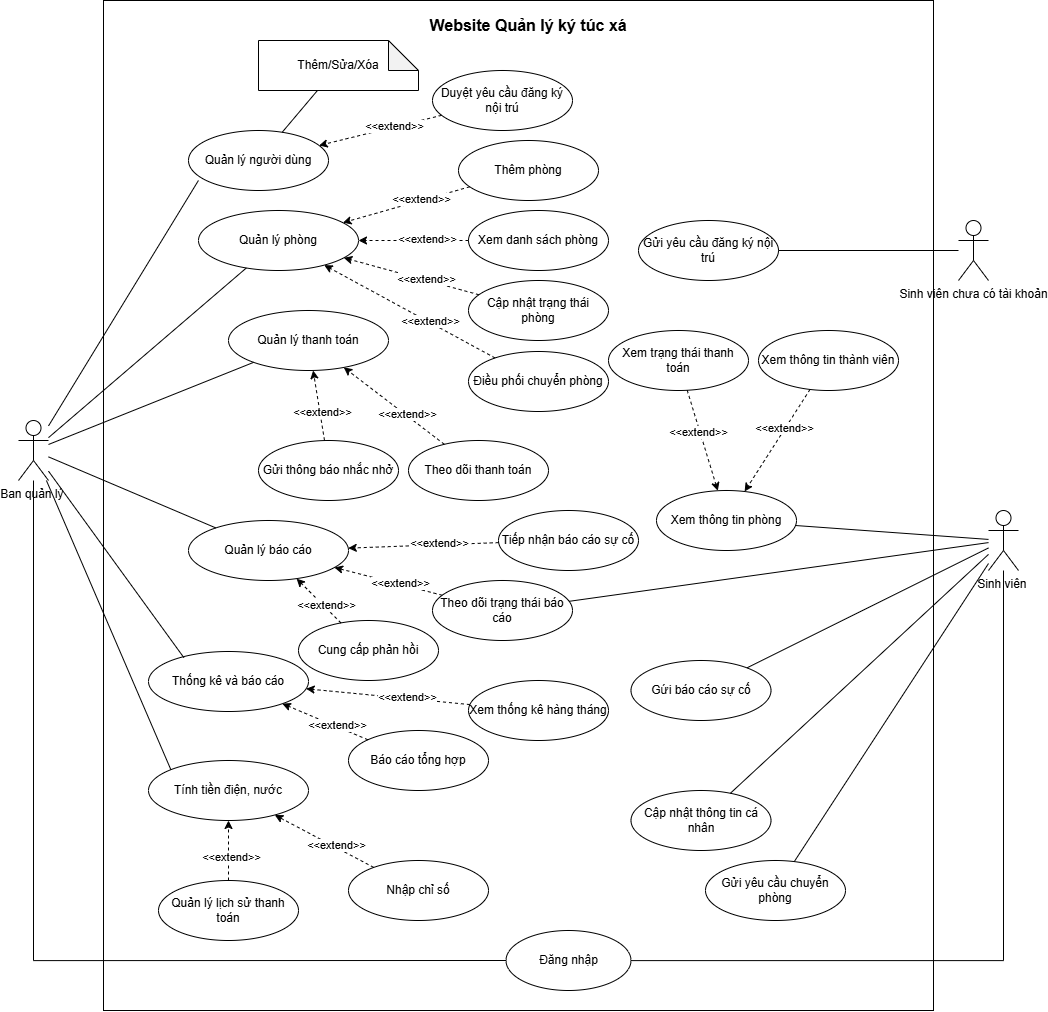 Website Quản lý ký túc xá
Thêm/Sửa/Xóa
Duyệt yêu cầu đăng ký
nội trú
<<extend>>
Quản lý người dùng
Thêm phòng
<<extend>>
Quản lý phòng
<<extend>>
Xem danh sách phòng
Gửi yêu cầu đăng ký nội
trú
Sinh viên chưa có tài khoản
<<extend>>
Cập nhật trạng thái
phòng
<<extend>>
Quản lý thanh toán
Điều phối chuyển phòng
Xem trạng thái thanh
toán
Xem thông tin thành viên
<<extend>>
<<extend>>
<<extend>>
<<extend>>
Gửi thông báo nhắc nhở
Theo dõi thanh toán
Ban quản lý
Xem thông tin phòng
Quản lý báo cáo
<<extend>>
Tiếp nhận báo cáo sự cố
<<extend>>
Sinh viên
<<extend>>
Theo dõi trạng thái báo
cáo
Cung cấp phản hồi
Thống kê và báo cáo
<<extend>>
Xem thống kê hàng tháng
Gửi báo cáo sự cố
<<extend>>
Báo cáo tổng hợp
Tính tiền điện, nước
Cập nhật thông tin cá
nhân
<<extend>>
<<extend>>
Nhập chỉ số
Gửi yêu cầu chuyển
phòng
Quản lý lịch sử thanh
toán
Đăng nhập